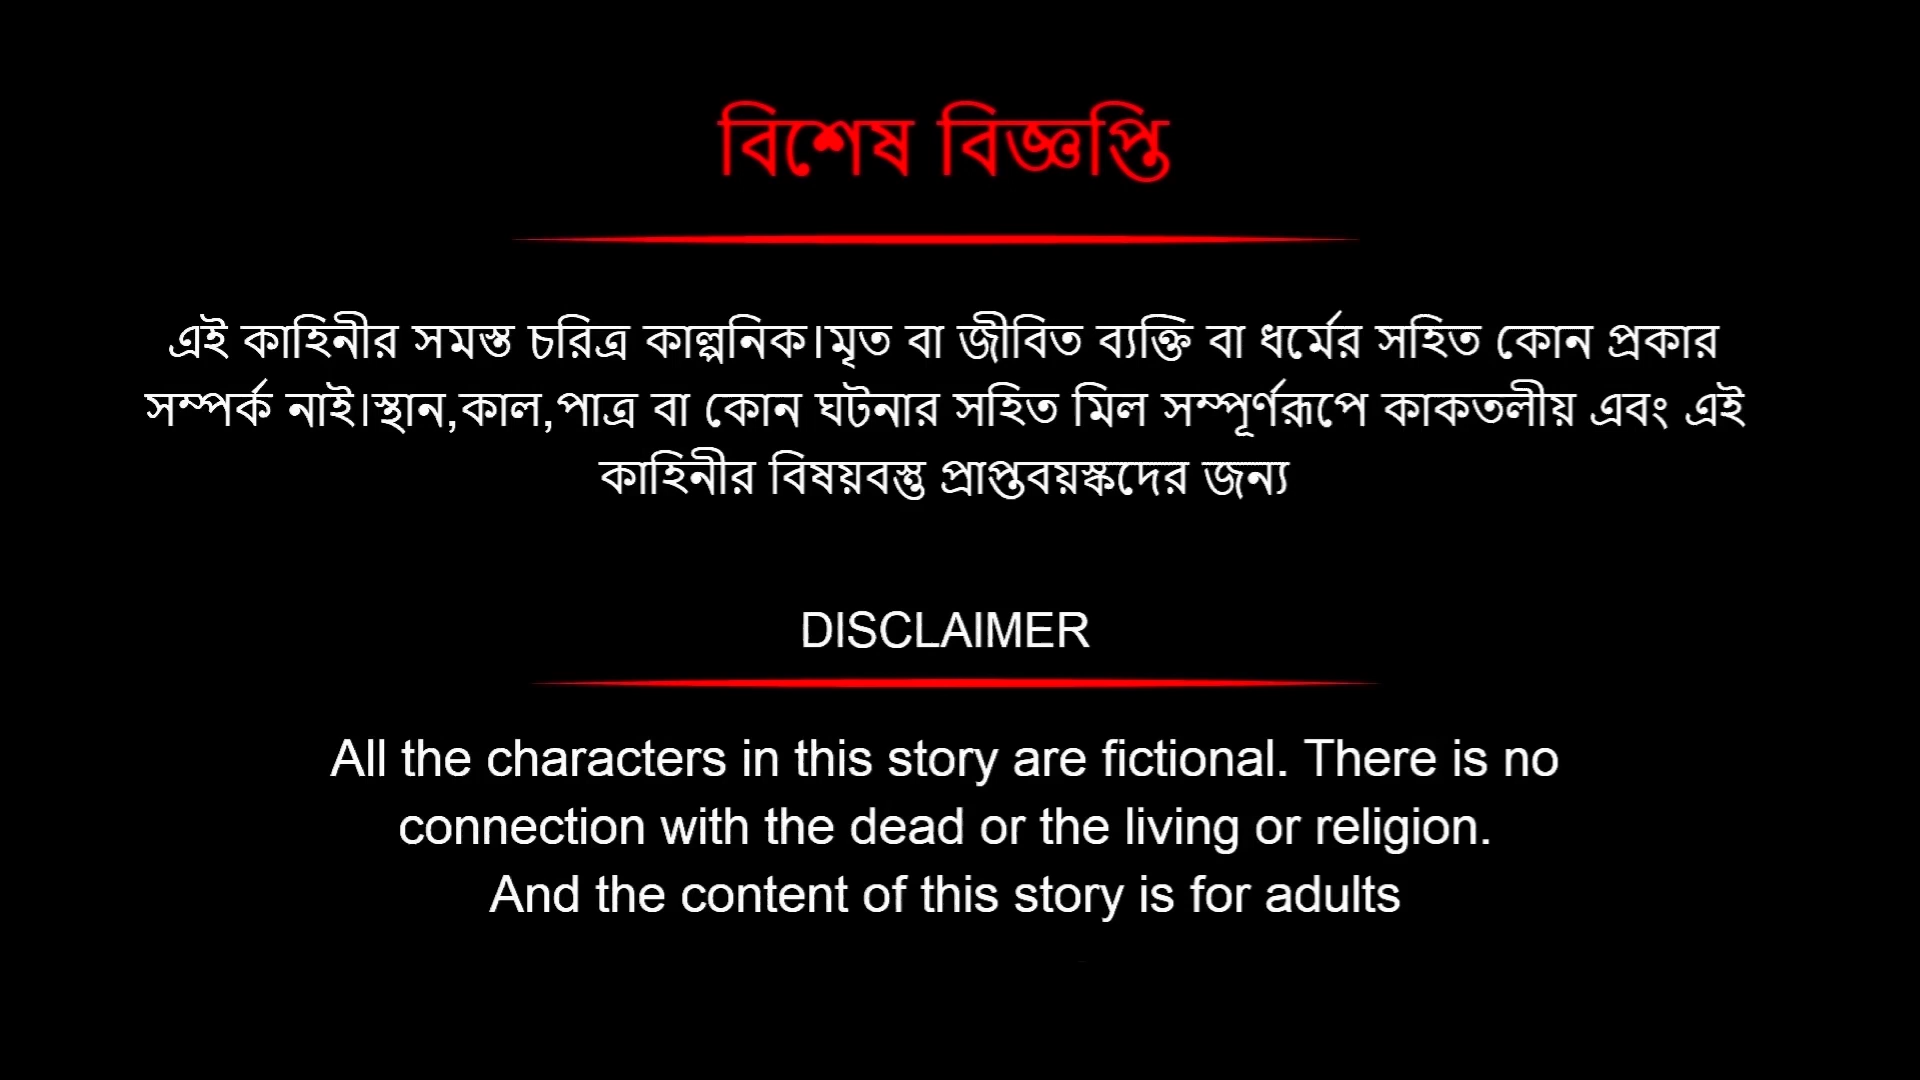 বিশেষ বিজ্ঞপ্তি
এই কাহিনীর সমস্ত চরিত্র কাল্পনিক।মৃত বা জীবিত ব্যক্তি বা ধর্মের সহিত কোন প্রকার
সম্পর্ক নাই।স্থান,কাল,পাত্র বা কোন ঘটনার সহিত মিল সম্পূর্ণরূপে কাকতলীয় এবং এই
কাহিনীর বিষয়বস্তু প্রাপ্তবয়স্কদের জন্য
DISCLAIMER
All the characters in this story are fictional. There is no
connection with the dead or the living or religion.
And the content of this story is for adults